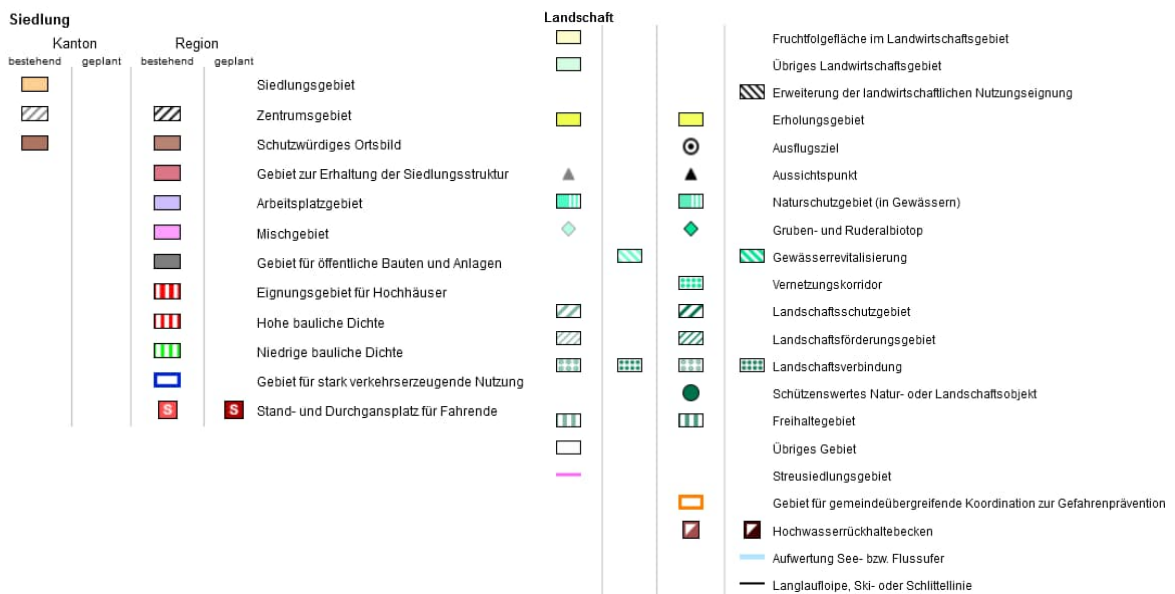 Siedlung
Kanton
Region
bestehend
geplant
bestehend
geplant
Siedlungsgebiet
Zentrumsgebiet
Schutzwürdiges Ortsbild
Gebiet zur Erhaltung der Siedlungsstruktur
Arbeitsplatzgebiet
Mischgebiet
Gebiet für öffentliche Bauten und Anlagen
Eignungsgebiet für Hochhäuser
Hohe bauliche Dichte
Niedrige bauliche Dichte
Gebiet für stark verkehrserzeugende Nutzung
S
S
Stand- und Durchgansplatz für Fahrende
Landschaft
Fruchtfolgefläche im Landwirtschaftsgebiet
Übriges Landwirtschaftsgebiet
Erweiterung der landwirtschaftlichen Nutzungseignung
Erholungsgebiet
Ausflugsziel
Aussichtspunkt
Naturschutzgebiet (in Gewässern)
Gruben- und Ruderalbiotop
Gewässerrevitalisierung
Vernetzungskorridor
Landschaftsschutzgebiet
Landschaftsförderungsgebiet
Landschaftsverbindung
Schützenswertes Natur- oder Landschaftsobjekt
Freihaltegebiet
Übriges Gebiet
Streusiedlungsgebiet
Gebiet für gemeindeübergreifende Koordination zur Gefahrenprävention
Hochwasserrückhaltebecken
Aufwertung See- bzw. Flussufer
Langlaufloipe, Ski- oder Schlittellinie